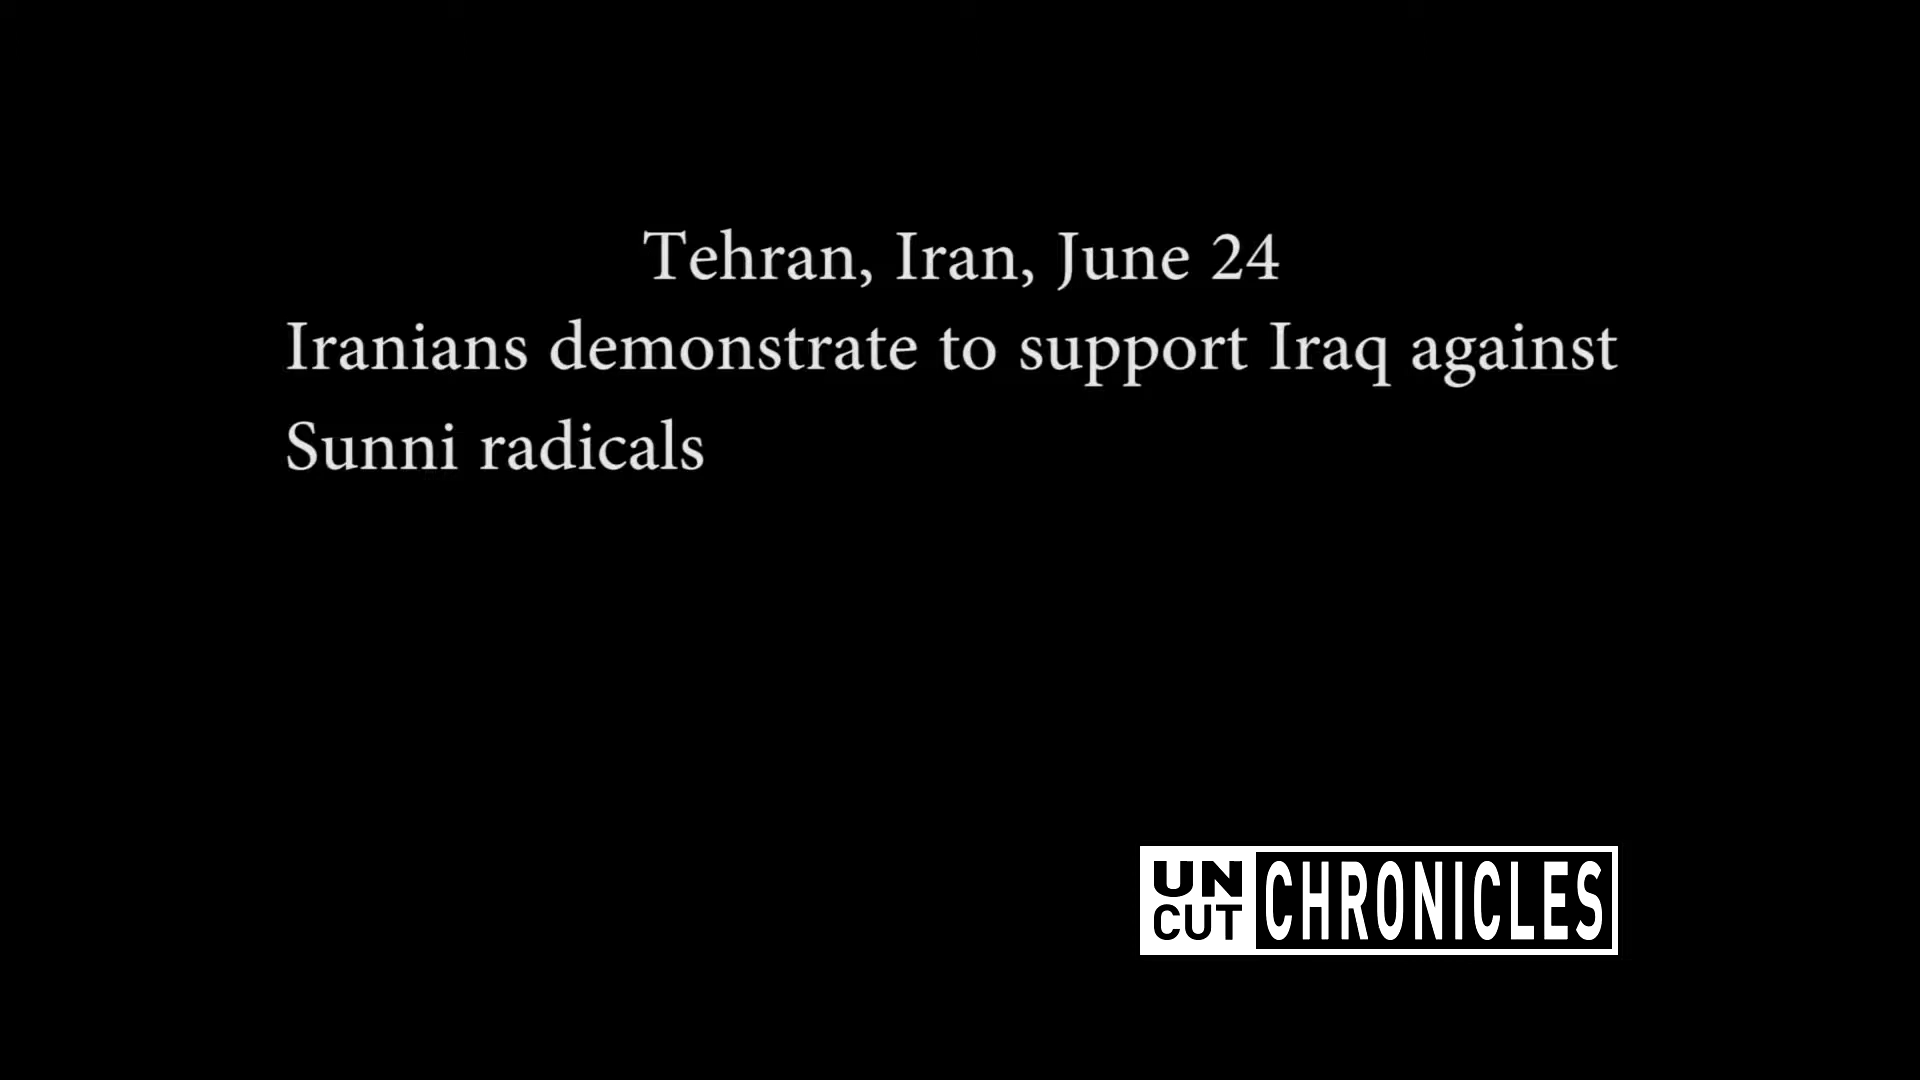 Tehran, Iran, June 24
Iranians demonstrate to support Iraq against
Sunni radicals
UN
CUT
CHRONICLES